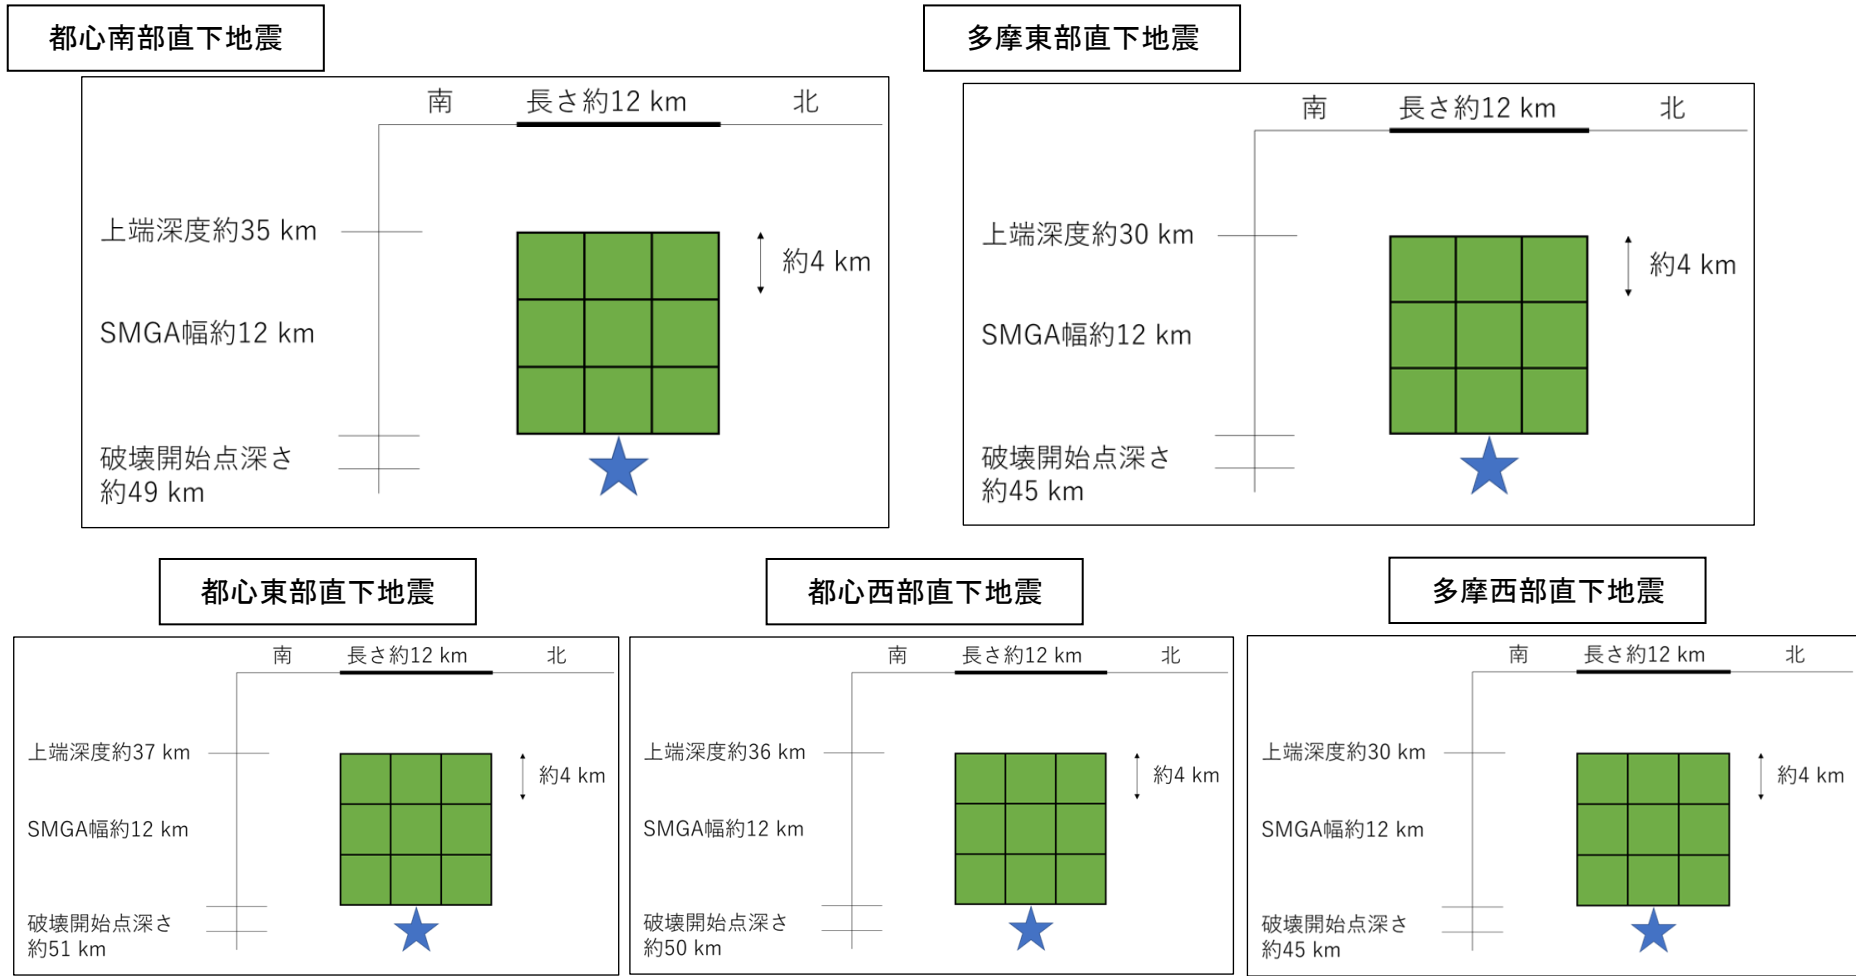 都心南部直下地震
南 長さ約12 km 北
上端深度約35 km
約4 km
SMGA幅約12 km
破壊開始点深さ
約49 km
多摩東部直下地震
南 長さ約12 km 北
上端深度約30 km
約4 km
SMGA幅約12 km
破壊開始点深さ
約45 km
都心東部直下地震
南 長さ約12 km 北
上端深度約37 km
約4 km
SMGA幅約12 km
破壊開始点深さ
約51 km
都心西部直下地震
南 長さ約12 km 北
上端深度約36 km
約4 km
SMGA幅約12 km
破壊開始点深さ
約50 km
多摩西部直下地震
南 長さ約12 km 北
上端深度約30 km
約4 km
SMGA幅約12 km
破壊開始点深さ
約45 km